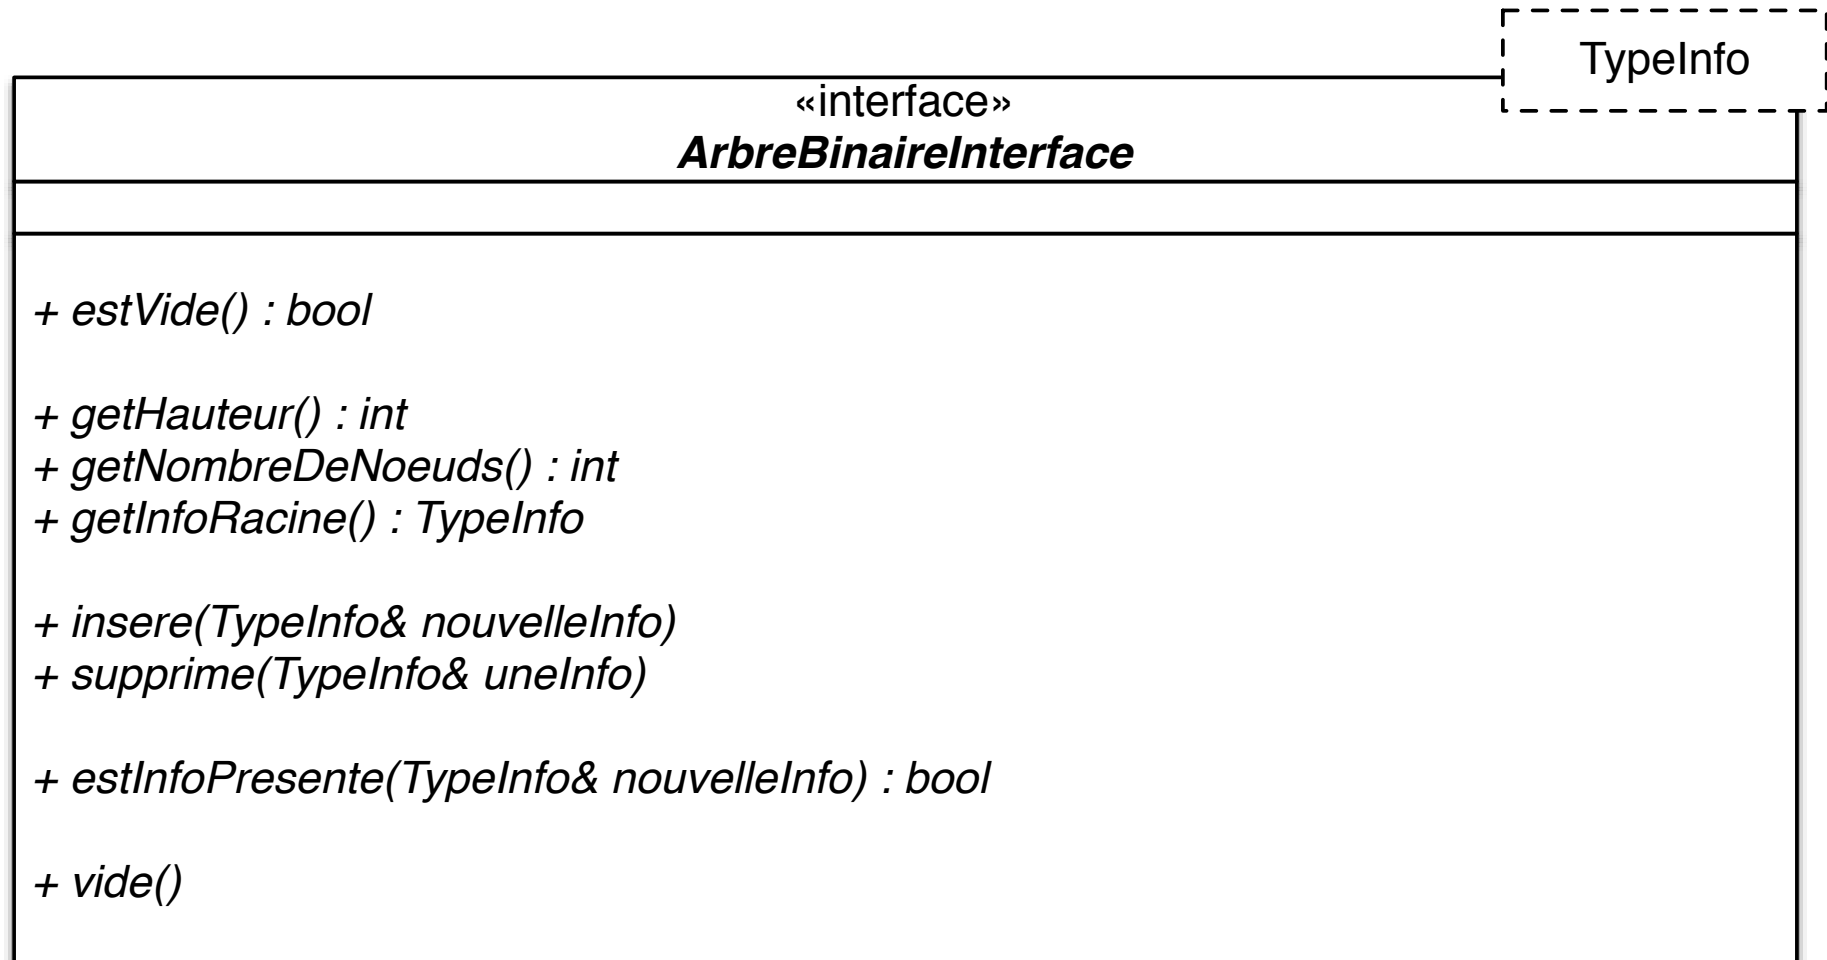 TypeInfo
«interface»
ArbreBinaireInterface
+ estVide() : bool
+ getHauteur() : int
+ getNombreDeNoeuds() : int
+ getInfoRacine() : TypeInfo
+ insere(TypeInfo& nouvelleInfo)
+ supprime(TypeInfo& uneInfo)
+ estInfoPresente(TypeInfo& nouvelleInfo) : bool
+ vide()